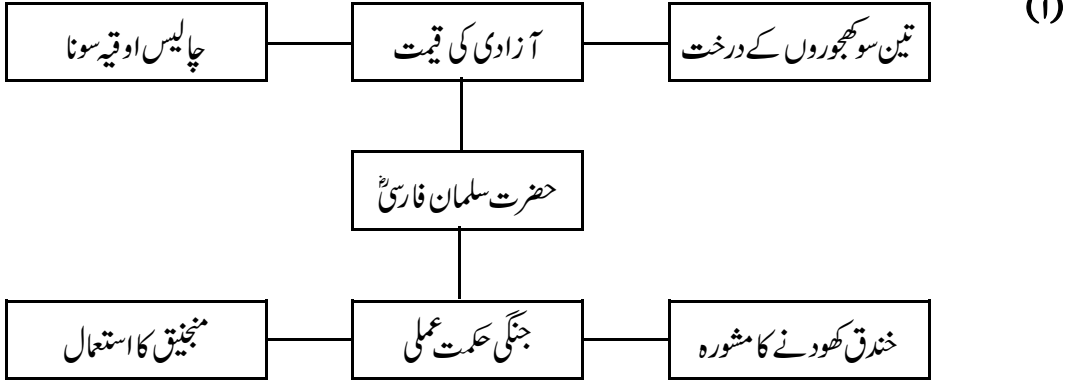 (ا)
تین سو کھجوروں کے درخت
آزادی کی قیمت
چالیس اوقیہ سونا
حضرت سلمان فارسیؓ
خندق کھودنے کا مشورہ
جنگی حکمت عملی
منجنیق کا استعمال